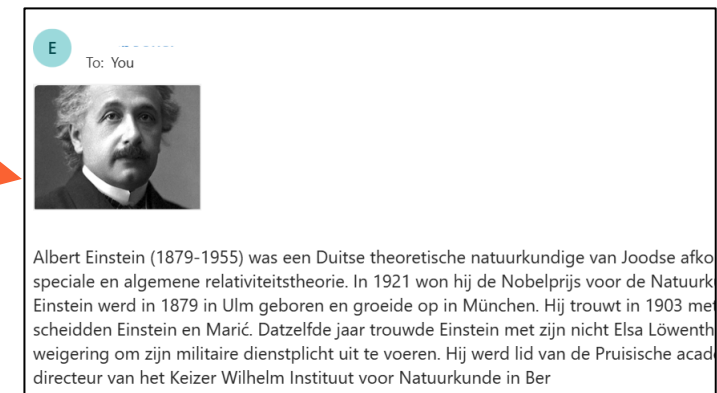 E
To: You
Albert Einstein (1879-1955) was een Duitse theoretische natuurkundige van Joodse afko
speciale en algemene relativiteitstheorie. In 1921 won hij de Nobelprijs voor de Natuurk
Einstein werd in 1879 in Ulm geboren en groeide op in München. Hij trouwt in 1903 met
scheidden Einstein en Marić. Datzelfde jaar trouwde Einstein met zijn nicht Elsa Löwenth
weigering om zijn militaire dienstplicht uit te voeren. Hij werd lid van de Pruisische acad
directeur van het Keizer Wilhelm Instituut voor Natuurkunde in Ber